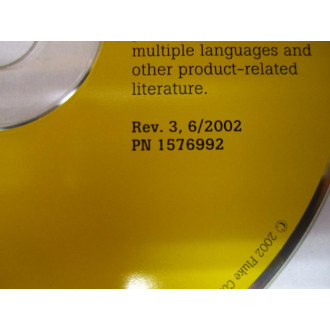 multiple languages and
other product-related
literature.
Rev. 3, 6/2002
PN 1576992
© 2002 Fluke